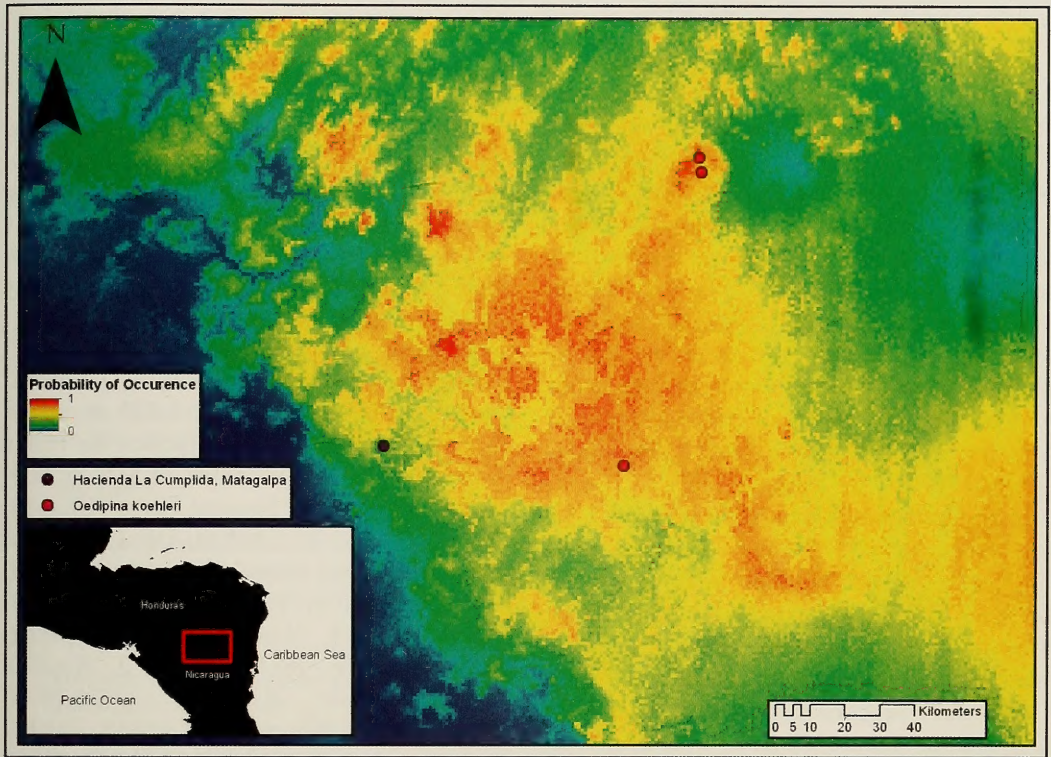 N
Probability of Occurence
1
0
Hacienda La Cumplida, Matagalpa
Oedipina koehleri
Honduras
Nicaragua
Caribbean Sea
Pacific Ocean
Kilometers
0 5 10 20 30 40